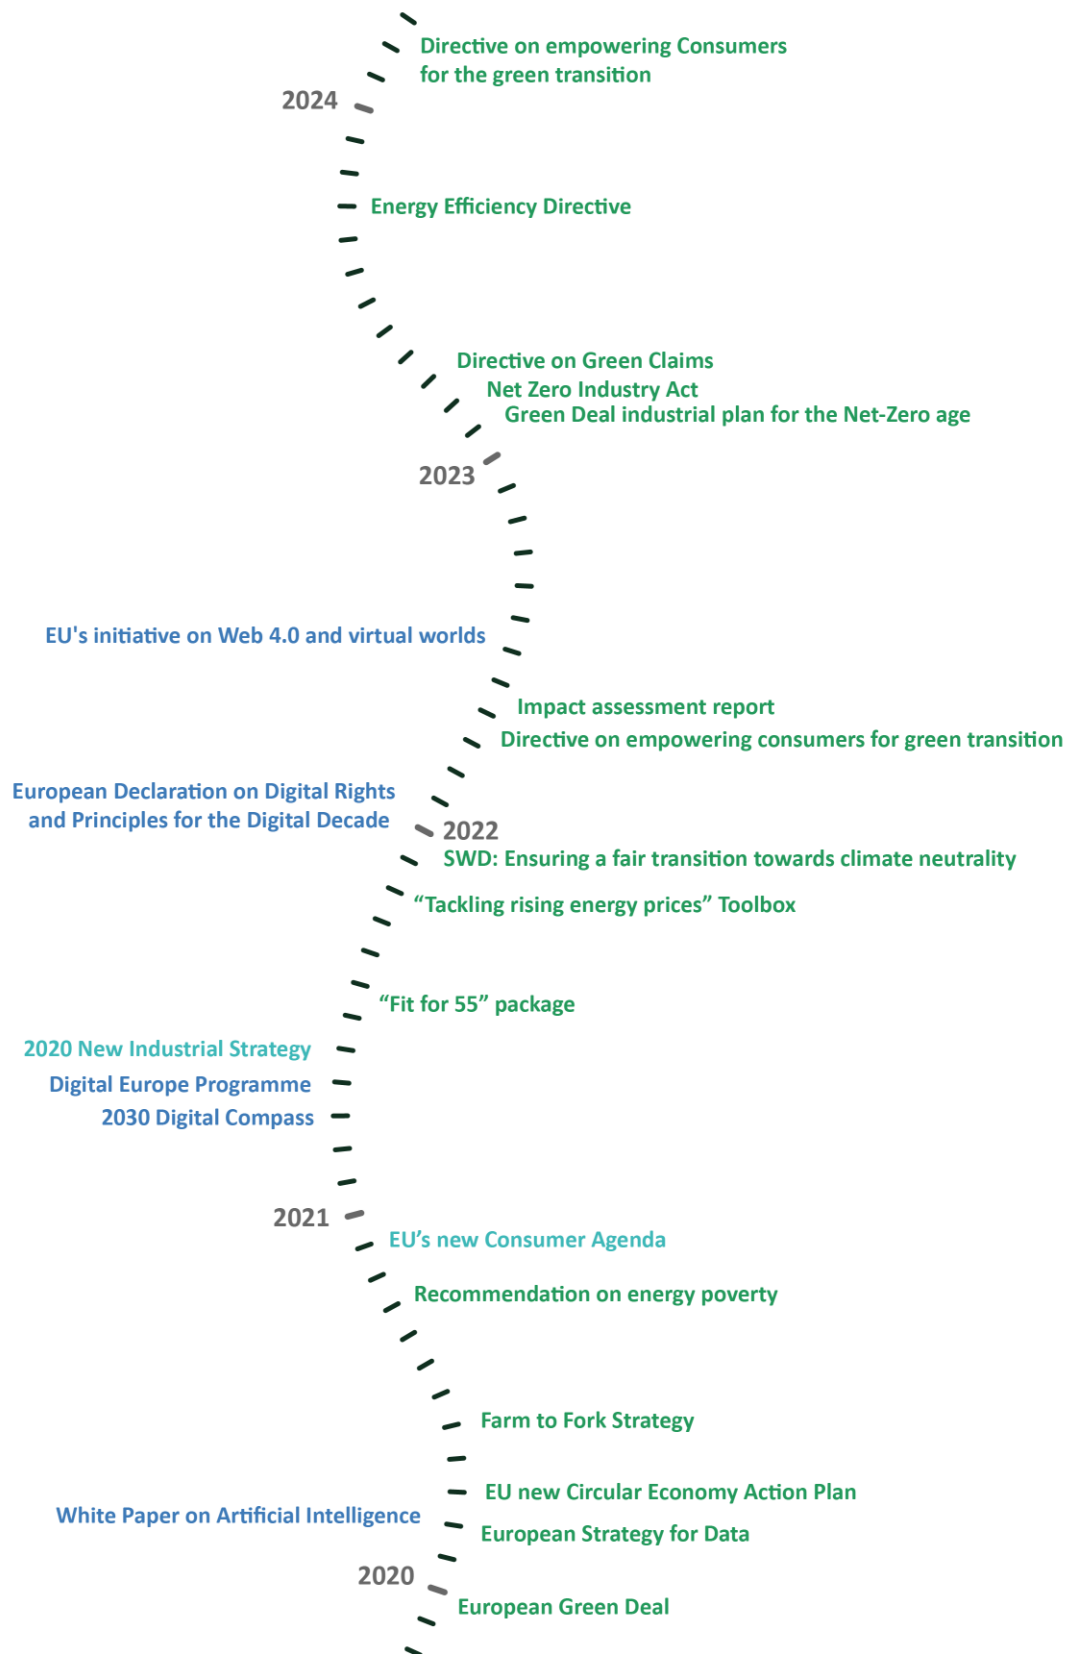 Directive on empowering Consumers
for the green transition
2024
Energy Efficiency Directive
Directive on Green Claims
Net Zero Industry Act
Green Deal industrial plan for the Net-Zero age
2023
EU's initiative on Web 4.0 and virtual worlds
Impact assessment report
Directive on empowering consumers for green transition
European Declaration on Digital Rights
and Principles for the Digital Decade
2022
SWD: Ensuring a fair transition towards climate neutrality
“Tackling rising energy prices” Toolbox
“Fit for 55” package
2020 New Industrial Strategy
Digital Europe Programme
2030 Digital Compass
2021
EU’s new Consumer Agenda
Recommendation on energy poverty
Farm to Fork Strategy
EU new Circular Economy Action Plan
White Paper on Artificial Intelligence
European Strategy for Data
2020
European Green Deal